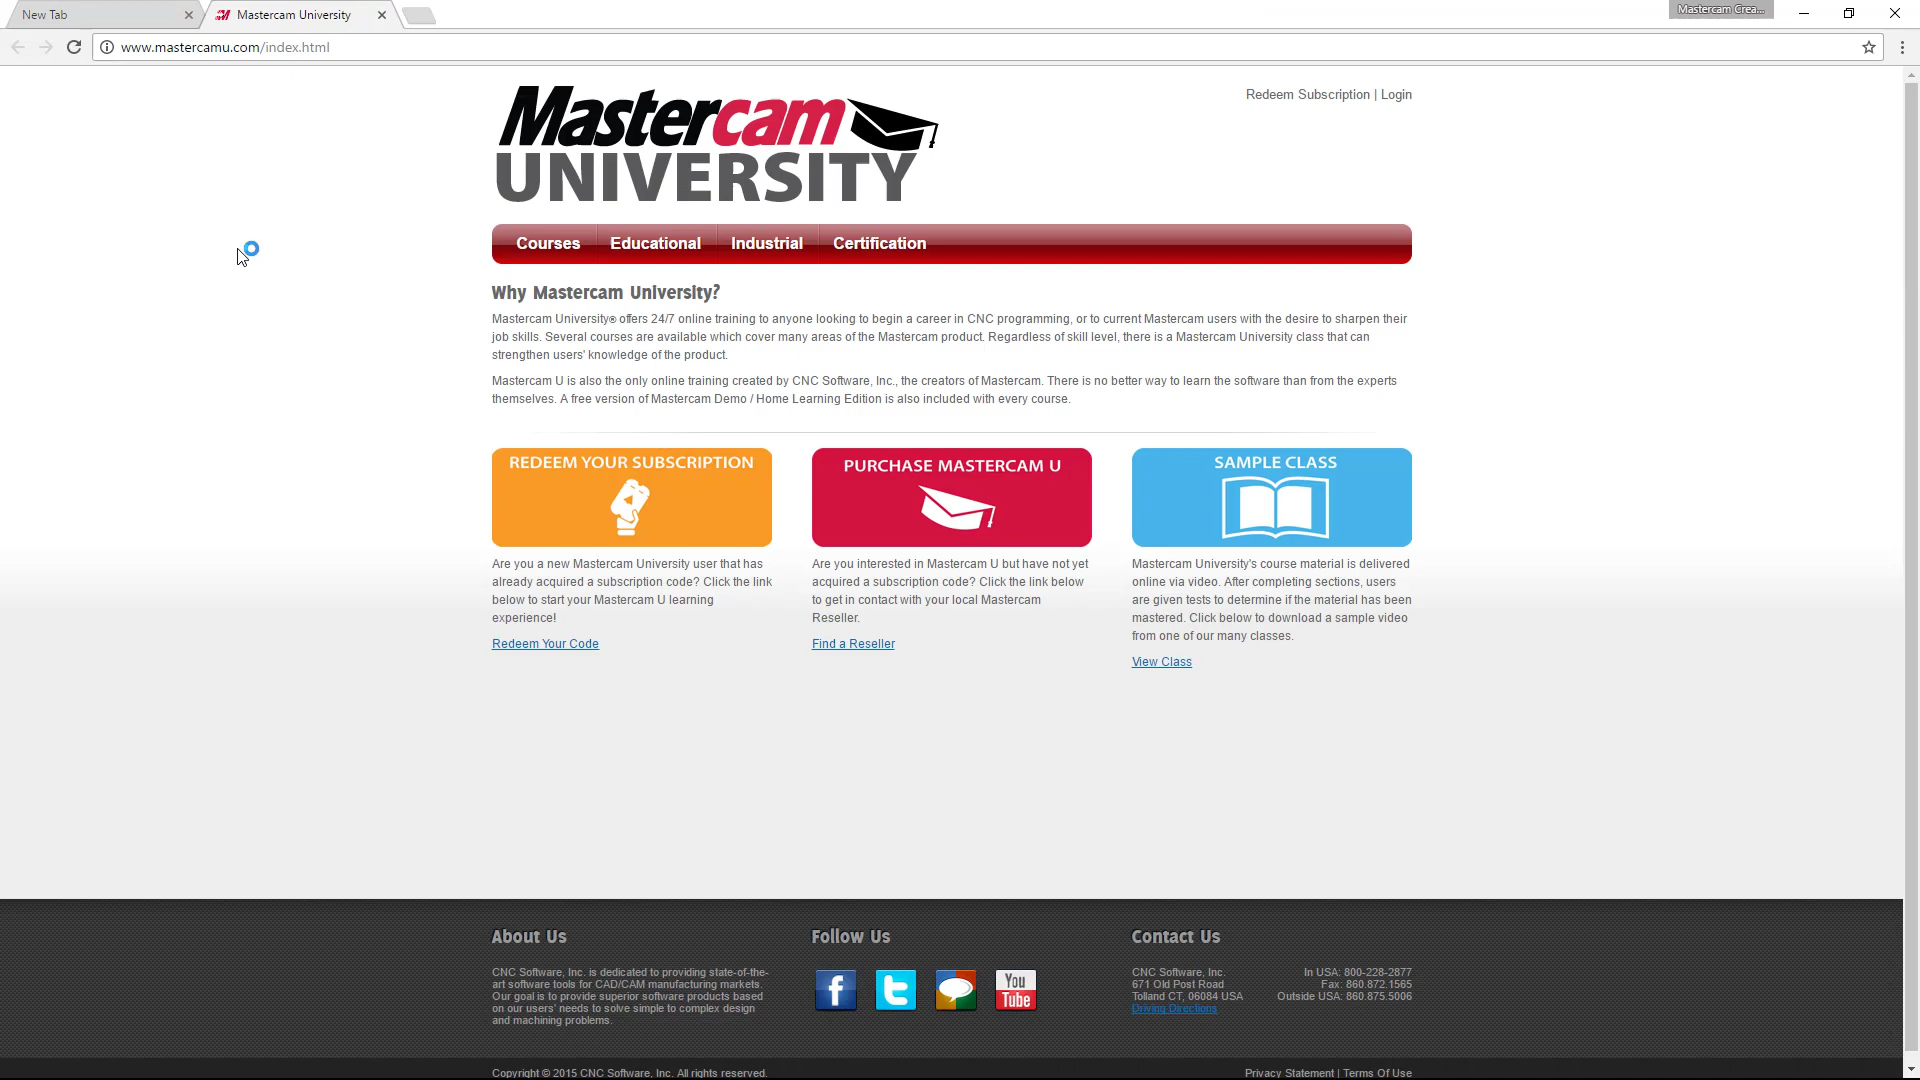 New Tab
Mastercam University
Mastercam Crea...
www.mastercamu.com/index.html
Mastercam
UNIVERSITY
Redeem Subscription | Login
Courses Educational Industrial Certification
Why Mastercam University?
Mastercam University® offers 24/7 online training to anyone looking to begin a career in CNC programming, or to current Mastercam users with the desire to sharpen their
job skills. Several courses are available which cover many areas of the Mastercam product. Regardless of skill level, there is a Mastercam University class that can
strengthen users' knowledge of the product.
Mastercam U is also the only online training created by CNC Software, Inc., the creators of Mastercam. There is no better way to learn the software than from the experts
themselves. A free version of Mastercam Demo / Home Learning Edition is also included with every course.
REDEEM YOUR SUBSCRIPTION
Are you a new Mastercam University user that has
already acquired a subscription code? Click the link
below to start your Mastercam U learning
experience!
Redeem Your Code
PURCHASE MASTERCAM U
Are you interested in Mastercam U but have not yet
acquired a subscription code? Click the link below
to get in contact with your local Mastercam
Reseller.
Find a Reseller
SAMPLE CLASS
Mastercam University's course material is delivered
online via video. After completing sections, users
are given tests to determine if the material has been
mastered. Click below to download a sample video
from one of our many classes.
View Class
About Us
CNC Software, Inc. is dedicated to providing state-of-the-
art software tools for CAD/CAM manufacturing markets.
Our goal is to provide superior software products based
on our users' needs to solve simple to complex design
and machining problems.
Follow Us
f
t
You
Tube
Contact Us
CNC Software, Inc.
671 Old Post Road
Tolland CT, 06084 USA
Driving Directions
In USA: 800-228-2877
Fax: 860.872.1565
Outside USA: 860.875.5006
Copyright © 2015 CNC Software, Inc. All rights reserved.
Privacy Statement | Terms Of Use